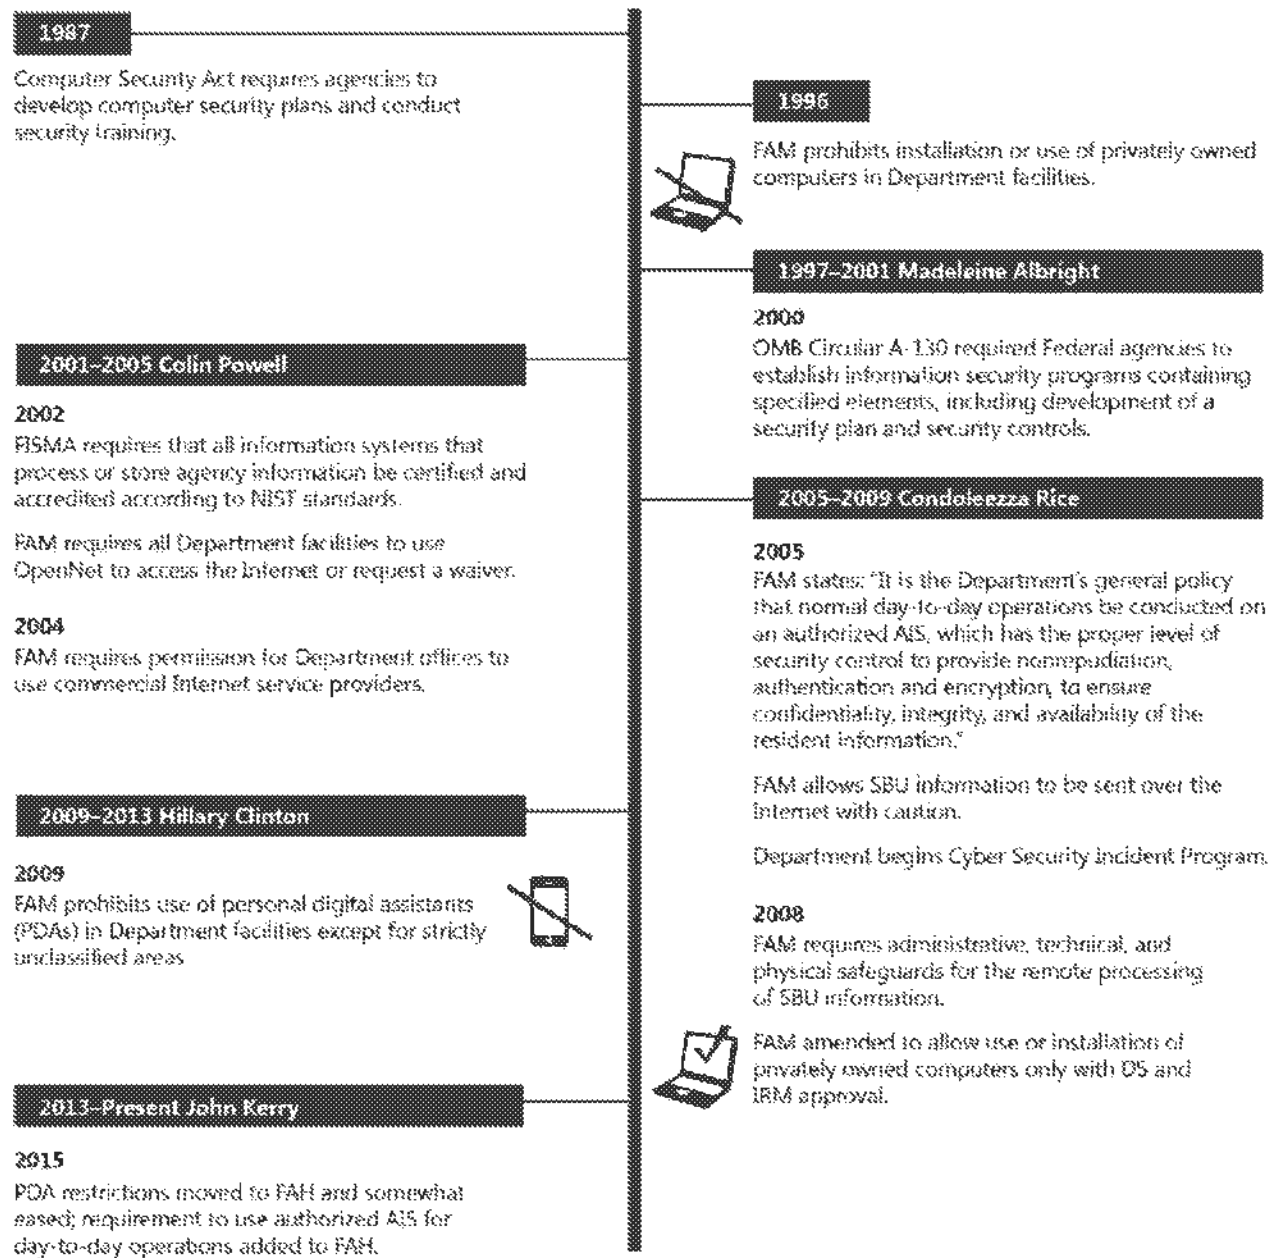 1987
Computer Security Act requires agencies to
develop computer security plans and conduct
security training.
1996
FAM prohibits installation or use of privately owned
computers in Department facilities.
1997–2001 Madeleine Albright
2000
OMB Circular A-130 required Federal agencies to
establish information security programs containing
specified elements, including development of a
security plan and security controls.
2001–2005 Colin Powell
2002
FISMA requires that all information systems that
process or store agency information be certified and
accredited according to NIST standards.
FAM requires all Department facilities to use
OpenNet to access the Internet or request a waiver.
2004
FAM requires permission for Department offices to
use commercial Internet service providers.
2005–2009 Condoleezza Rice
2005
FAM states: "It is the Department's general policy
that normal day-to-day operations be conducted on
an authorized AIS, which has the proper level of
security control to provide nonrepudiation,
authentication and encryption, to ensure
confidentiality, integrity, and availability of the
resident information."
FAM allows SBU information to be sent over the
Internet with caution.
Department begins Cyber Security Incident Program.
2008
FAM requires administrative, technical, and
physical safeguards for the remote processing
of SBU information.
FAM amended to allow use or installation of
privately owned computers only with DS and
IRM approval.
2009–2013 Hillary Clinton
2009
FAM prohibits use of personal digital assistants
(PDAs) in Department facilities except for strictly
unclassified areas
2013–Present John Kerry
2015
PDA restrictions moved to FAH and somewhat
eased; requirement to use authorized AIS for
day-to-day operations added to FAH.